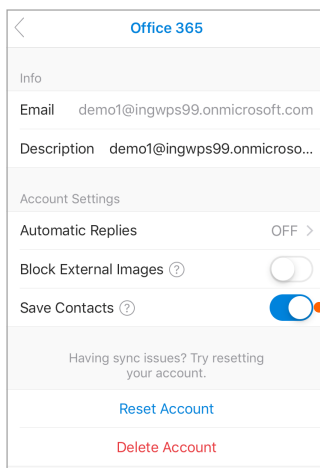 Office 365
Info
Email demo1@ingwps99.onmicrosoft.com
Description demo1@ingwps99.onmicroso...
Account Settings
Automatic Replies OFF >
Block External Images ?
Save Contacts ?
Having sync issues? Try resetting
your account.
Reset Account
Delete Account